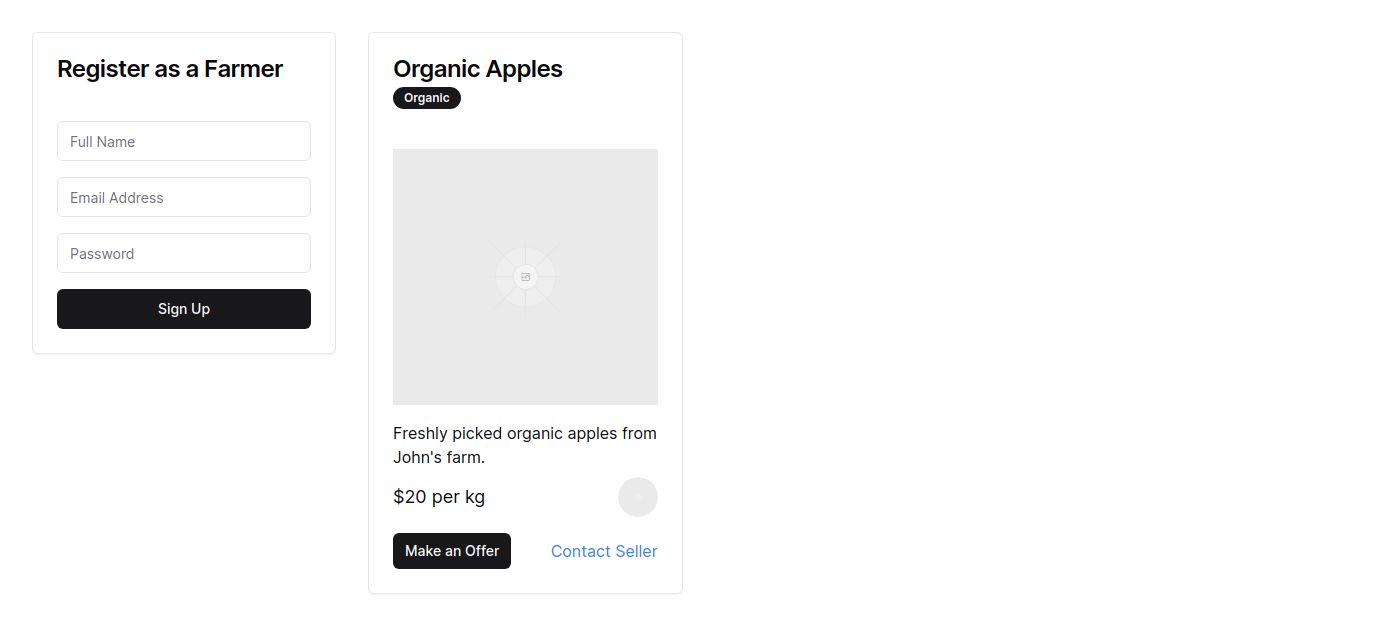 Register as a Farmer
Full Name
Email Address
Password
Sign Up
Organic Apples
Organic
Freshly picked organic apples from
John's farm.
$20 per kg
Make an Offer
Contact Seller